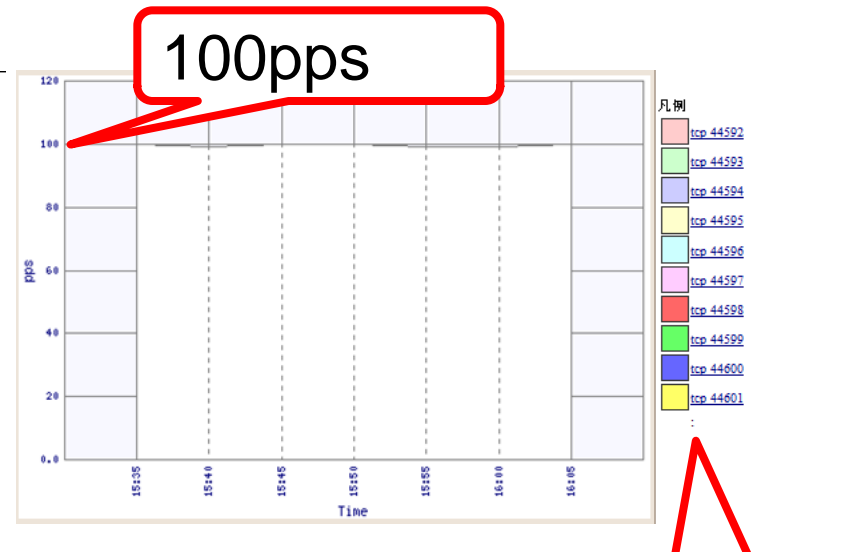 100pps
120
100
80
60
40
20
0.0
pps
15:35
15:40
15:45
15:50
15:55
16:00
16:05
Time
凡例
tcp 44592
tcp 44593
tcp 44594
tcp 44595
tcp 44596
tcp 44597
tcp 44598
tcp 44599
tcp 44600
tcp 44601
: